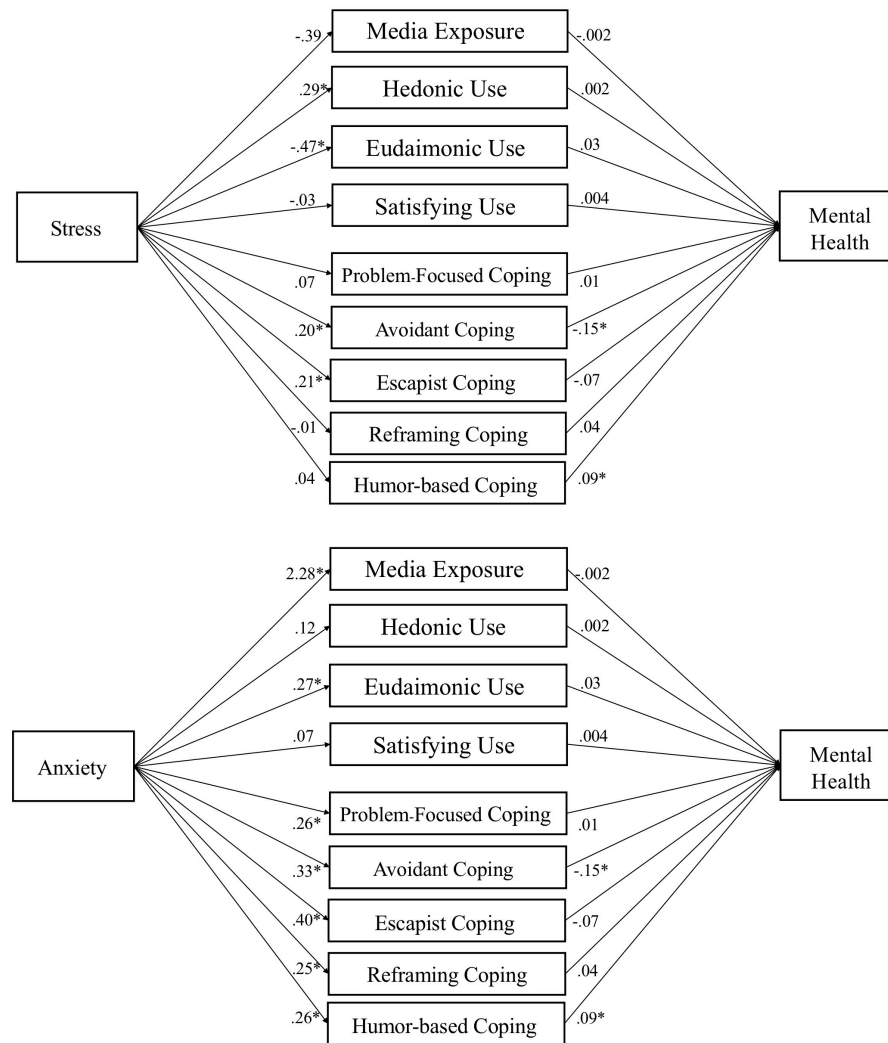 -.39 Media Exposure -.002
.29* Hedonic Use .002
-.47* Eudaimonic Use .03
-.03 Satisfying Use .004
Stress
Mental
Health
.07 Problem-Focused Coping .01
.20* Avoidant Coping -.15*
.21* Escapist Coping -.07
-.01 Reframing Coping .04
.04 Humor-based Coping .09*
2.28* Media Exposure -.002
.12 Hedonic Use .002
.27* Eudaimonic Use .03
.07 Satisfying Use .004
Anxiety
Mental
Health
.26* Problem-Focused Coping .01
.33* Avoidant Coping -.15*
.40* Escapist Coping -.07
.25* Reframing Coping .04
.26* Humor-based Coping .09*